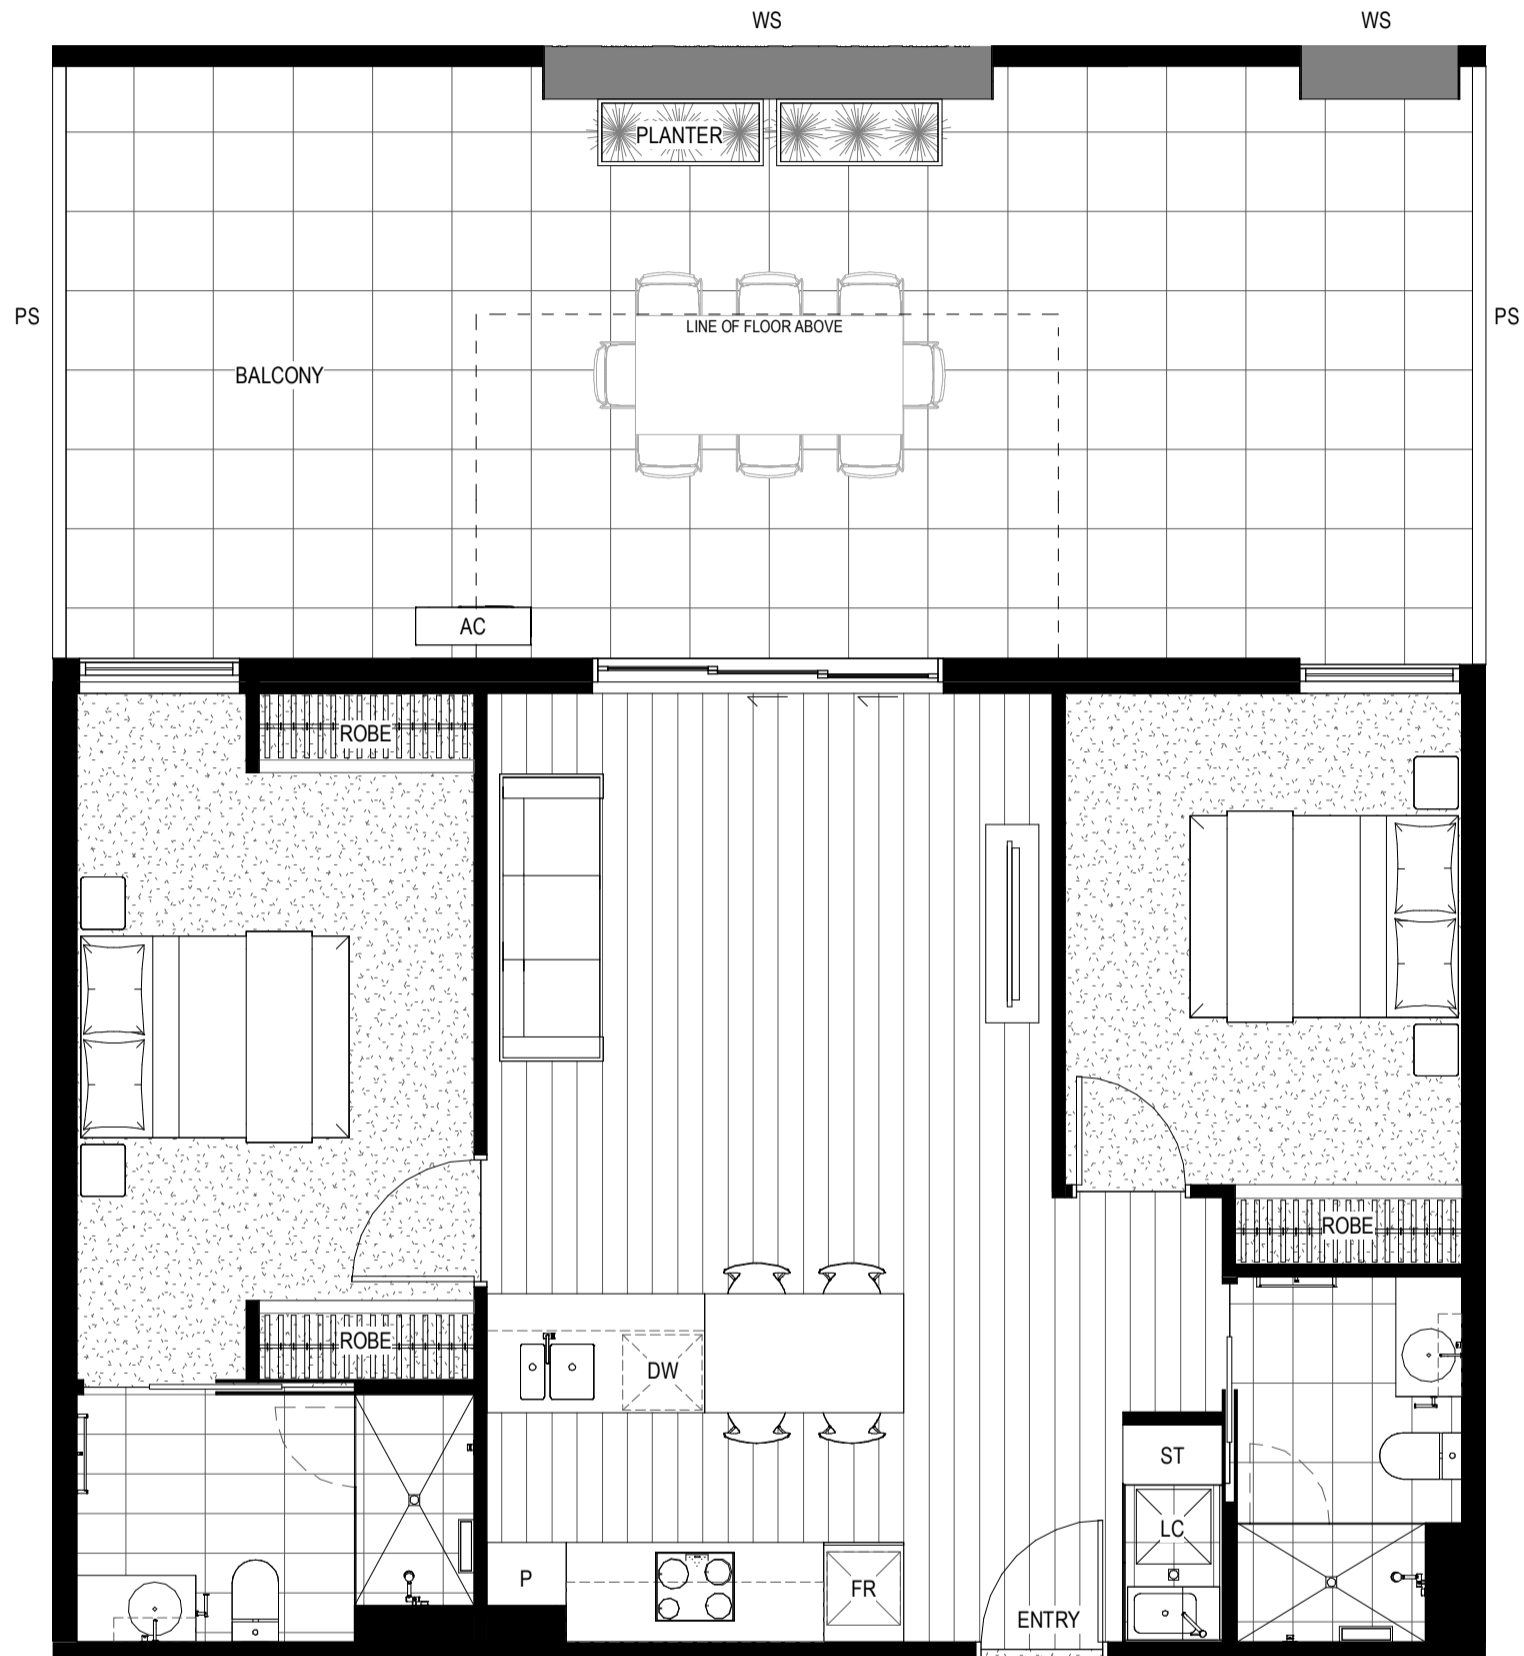 WS
WS
PLANTER
PS
PS
LINE OF FLOOR ABOVE
BALCONY
AC
ROBE
ROBE
ROBE
DW
ST
LC
P
FR
ENTRY